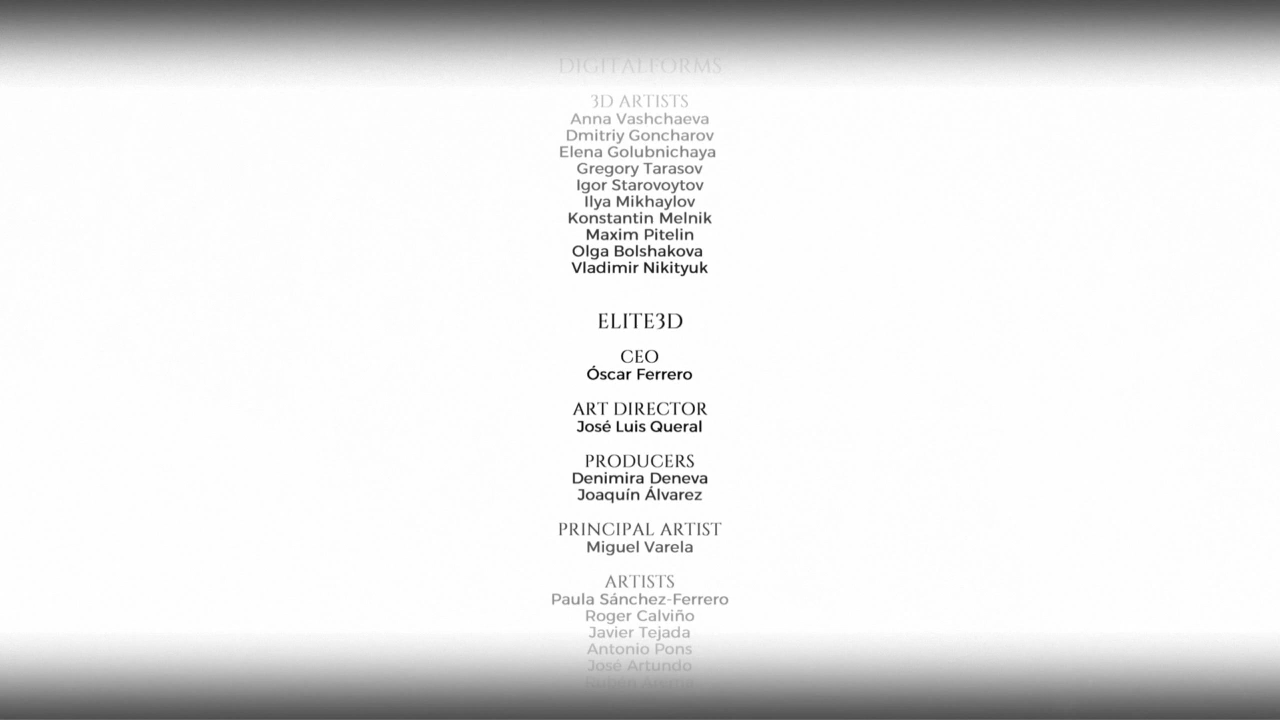 DIGITALFORMS
3D ARTISTS
Anna Vashchaeva
Dmitriy Goncharov
Elena Golubnichaya
Gregory Tarasov
Igor Starovoytov
Ilya Mikhaylov
Konstantin Melnik
Maxim Pitelin
Olga Bolshakova
Vladimir Nikityuk
ELITE3D
CEO
Óscar Ferrero
ART DIRECTOR
José Luis Queral
PRODUCERS
Denimira Deneva
Joaquín Álvarez
PRINCIPAL ARTIST
Miguel Varela
ARTISTS
Paula Sánchez-Ferrero
Roger Calviño
Javier Tejada
Antonio Pons
José Artundo
Rubén